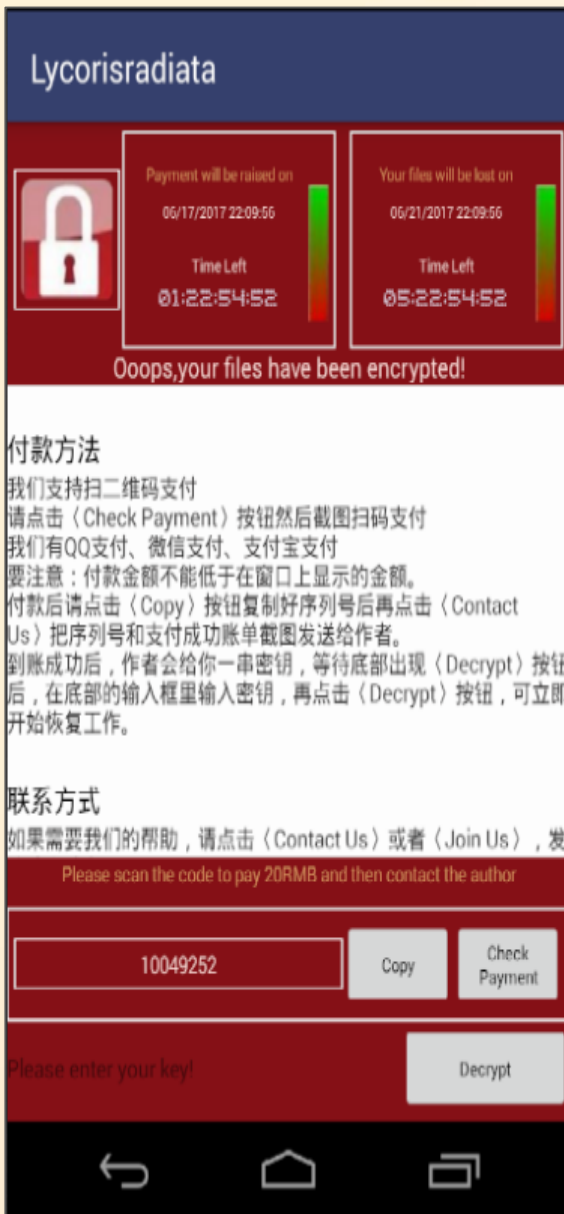 Lycorisradiata
Payment will be raised on
06/17/2017 22:09:56
Time Left
01:22:54:52
Your files will be lost on
06/21/2017 22:09:56
Time Left
05:22:54:52
Ooops,your files have been encrypted!
付款方法
我们支持扫二维码支付
请点击〈Check Payment〉按钮然后截图扫码支付
我们有QQ支付、微信支付、支付宝支付
要注意：付款金额不能低于在窗口上显示的金额。
付款后请点击〈Copy〉按钮复制好序列号后再点击〈Contact
Us〉把序列号和支付成功账单截图发送给作者。
到账成功后，作者会给你一串密钥，等待底部出现〈Decrypt〉按钮
后，在底部的输入框里输入密钥，再点击〈Decrypt〉按钮，可立即
开始恢复工作。
联系方式
如果需要我们的帮助，请点击〈Contact Us〉或者〈Join Us〉，发
Please scan the code to pay 20RMB and then contact the author
10049252
Copy
Check
Payment
Please enter your key!
Decrypt